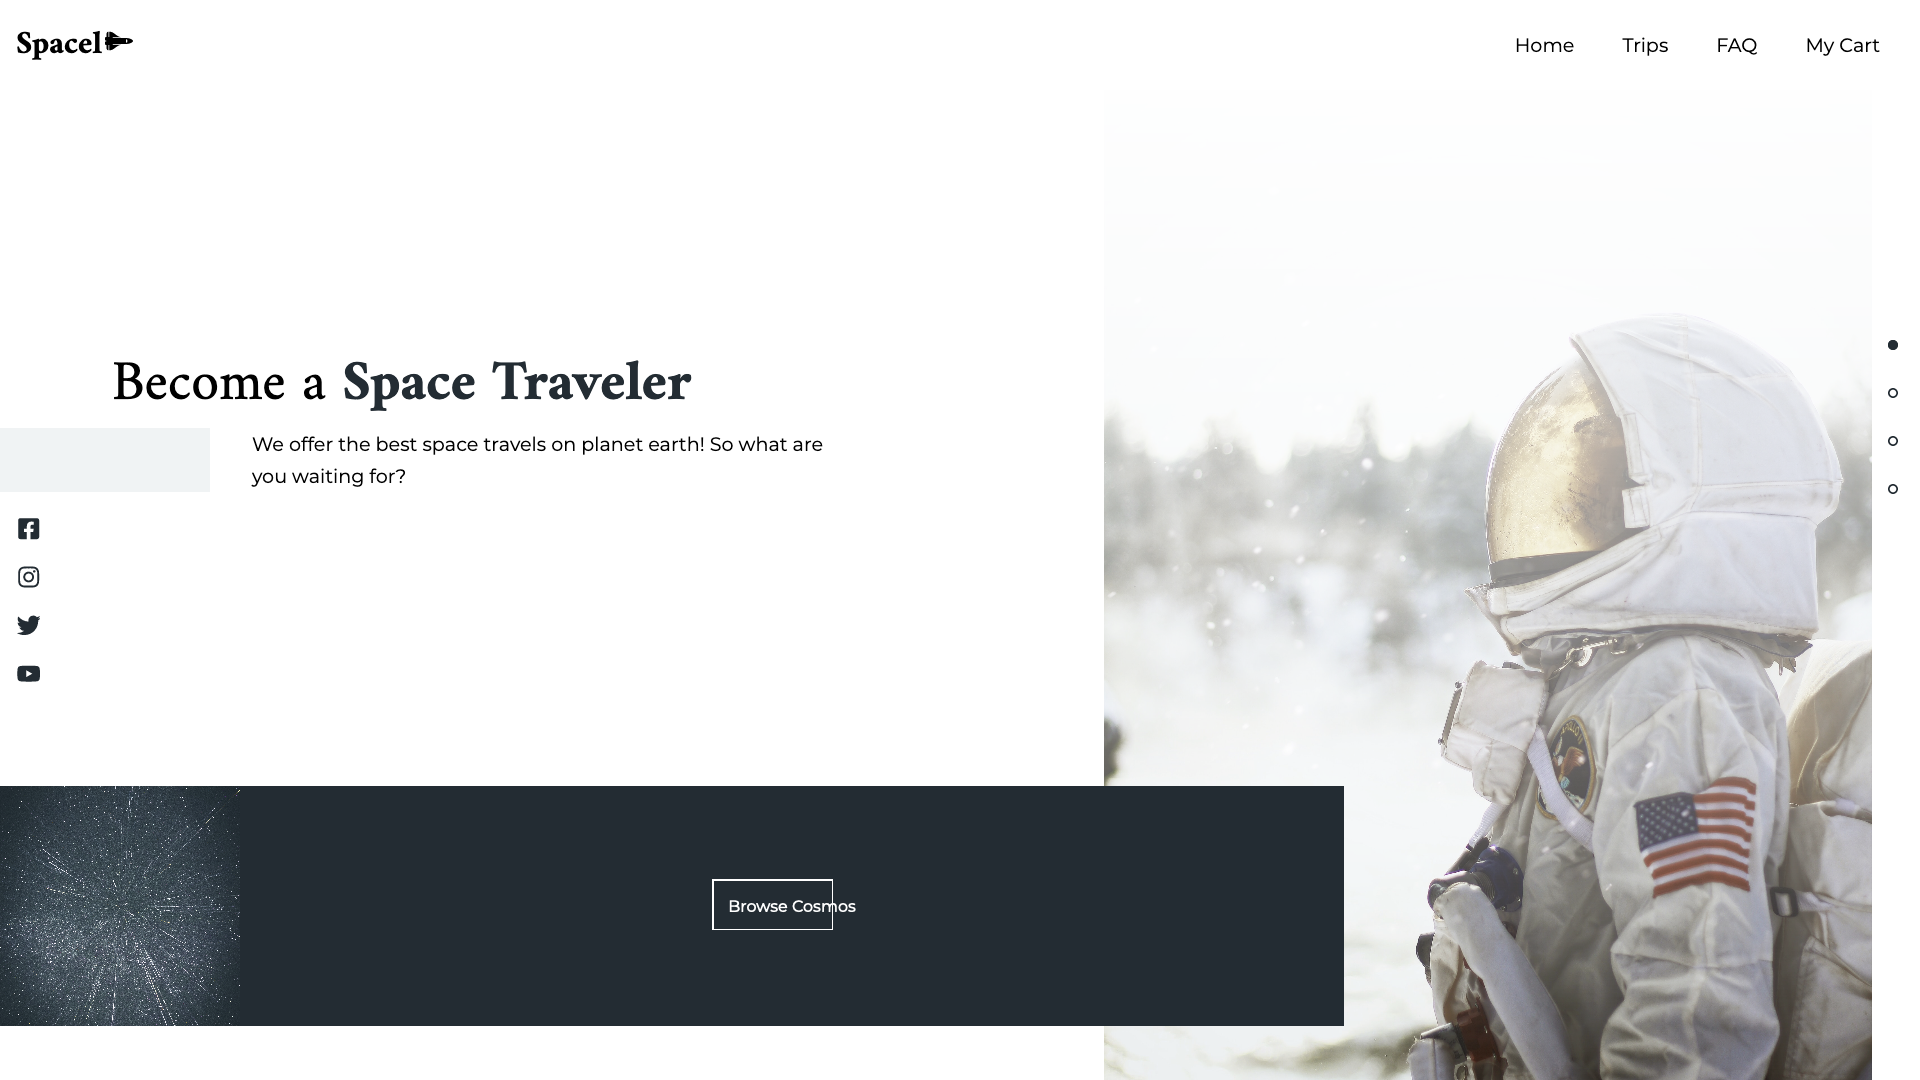 Spacel
Home
Trips
FAQ
My Cart
Become a Space Traveler
We offer the best space travels on planet earth! So what are
you waiting for?
Browse Cosmos